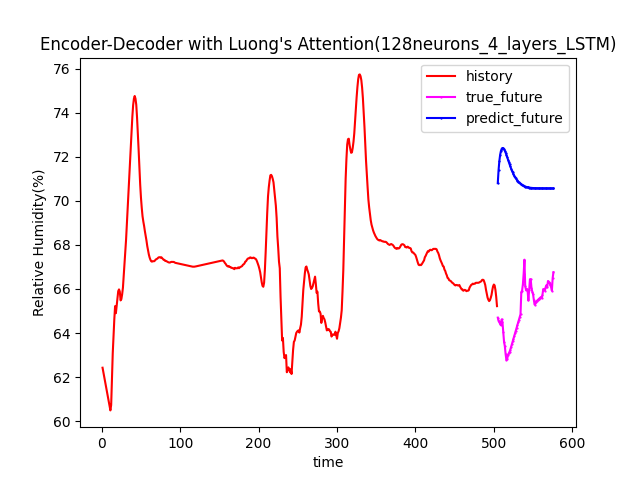 Encoder-Decoder with Luong's Attention(128neurons_4_layers_LSTM)
history
true_future
predict_future
Relative Humidity(%)
76
74
72
70
68
66
64
62
60
0 100 200 300 400 500 600
time